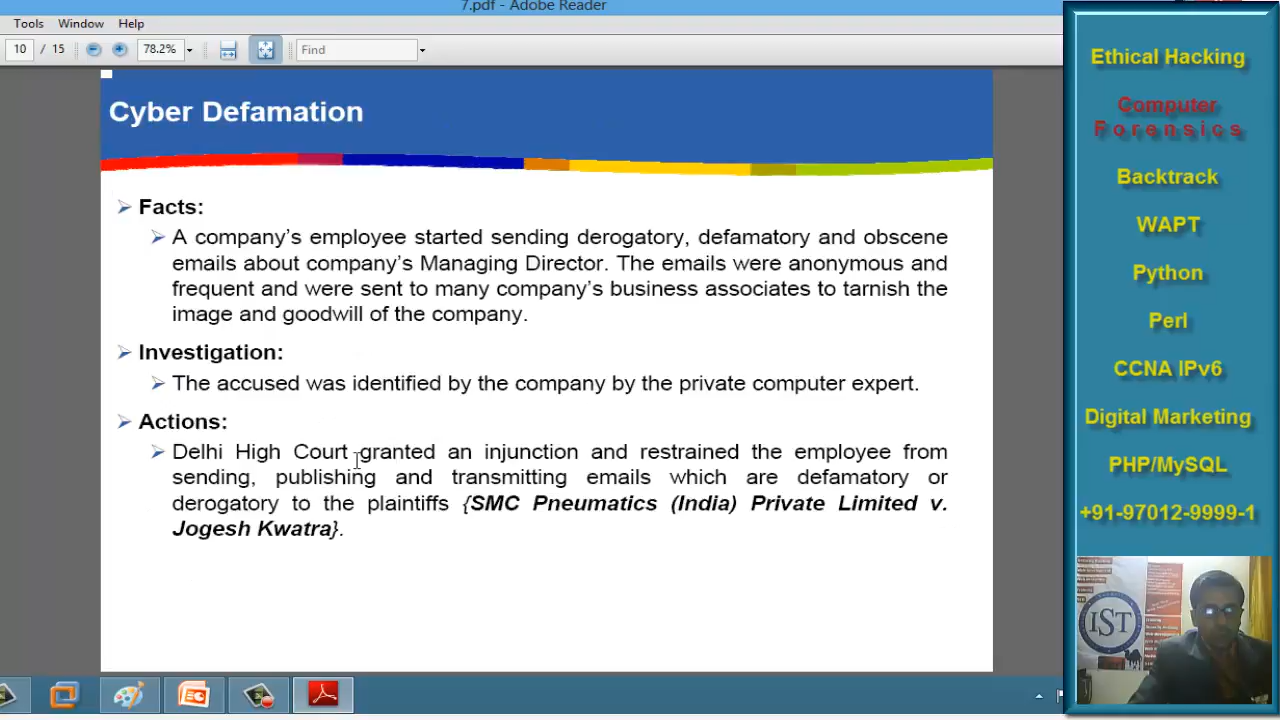 7.pdf - Adobe Reader
Tools Window Help
10 / 15 78.2% Find
Cyber Defamation
Facts:
A company's employee started sending derogatory, defamatory and obscene
emails about company's Managing Director. The emails were anonymous and
frequent and were sent to many company's business associates to tarnish the
image and goodwill of the company.
Investigation:
The accused was identified by the company by the private computer expert.
Actions:
Delhi High Court granted an injunction and restrained the employee from
sending, publishing and transmitting emails which are defamatory or
derogatory to the plaintiffs {SMC Pneumatics (India) Private Limited v.
Jogesh Kwatra}.
Ethical Hacking
Computer
Forensics
Backtrack
WAPT
Python
Perl
CCNA IPv6
Digital Marketing
PHP/MySQL
+91-97012-9999-1
IST